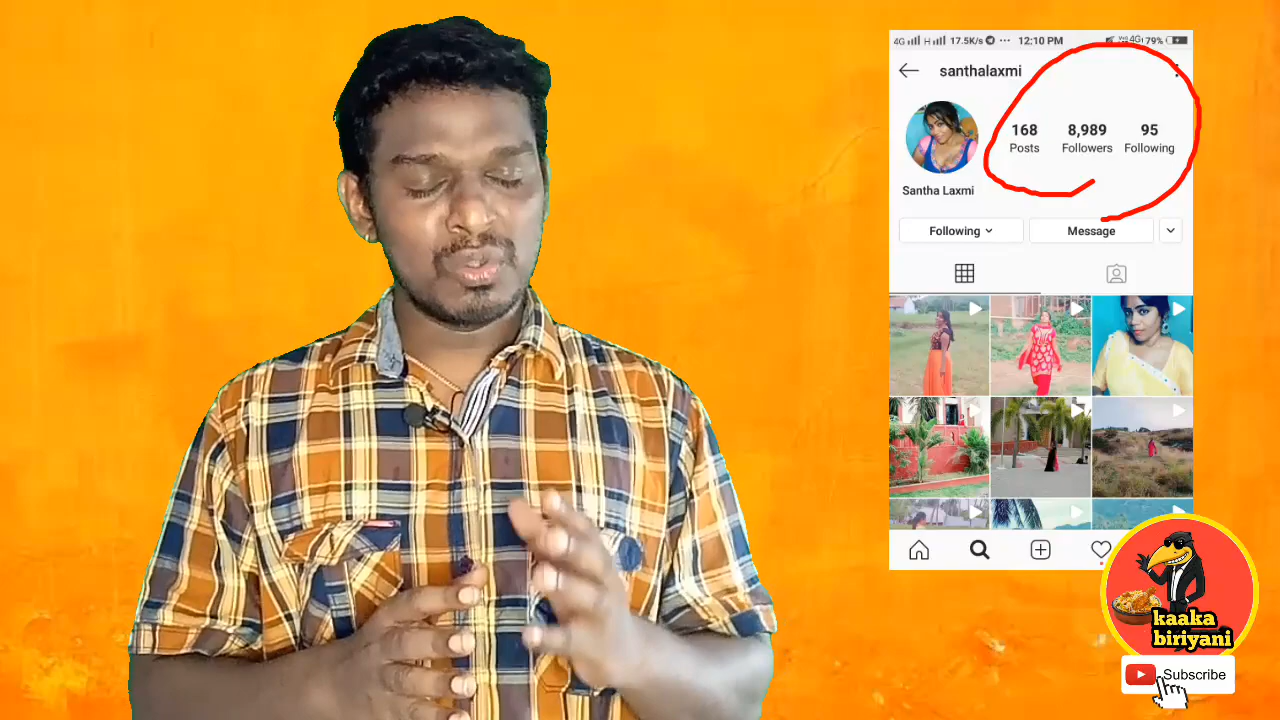 4G H 17.5K/s ··· 12:10 PM 4G 79%
santhalaxmi
168 8,989 95
Posts Followers Following
Santha Laxmi
Following Message
kaaka
biriyani
Subscribe